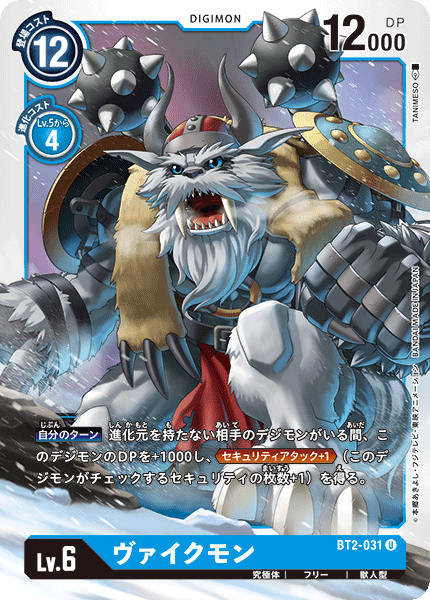 登場コスト
12
DIGIMON
12000
DP
進化コスト
Lv.5から
4
TANIMESO
自分のターン 進化元を持たない相手のデジモンがいる間、こ
のデジモンのDPを+1000し、セキュリティアタック+1（このデ
ジモンがチェックするセキュリティの枚数+1）を得る。
©本郷あきよし・フジテレビ・東映アニメーション BANDAI MADE IN JAPAN
Lv.6
ヴァイクモン
BT2-031 U
究極体 | フリー | 獣人型